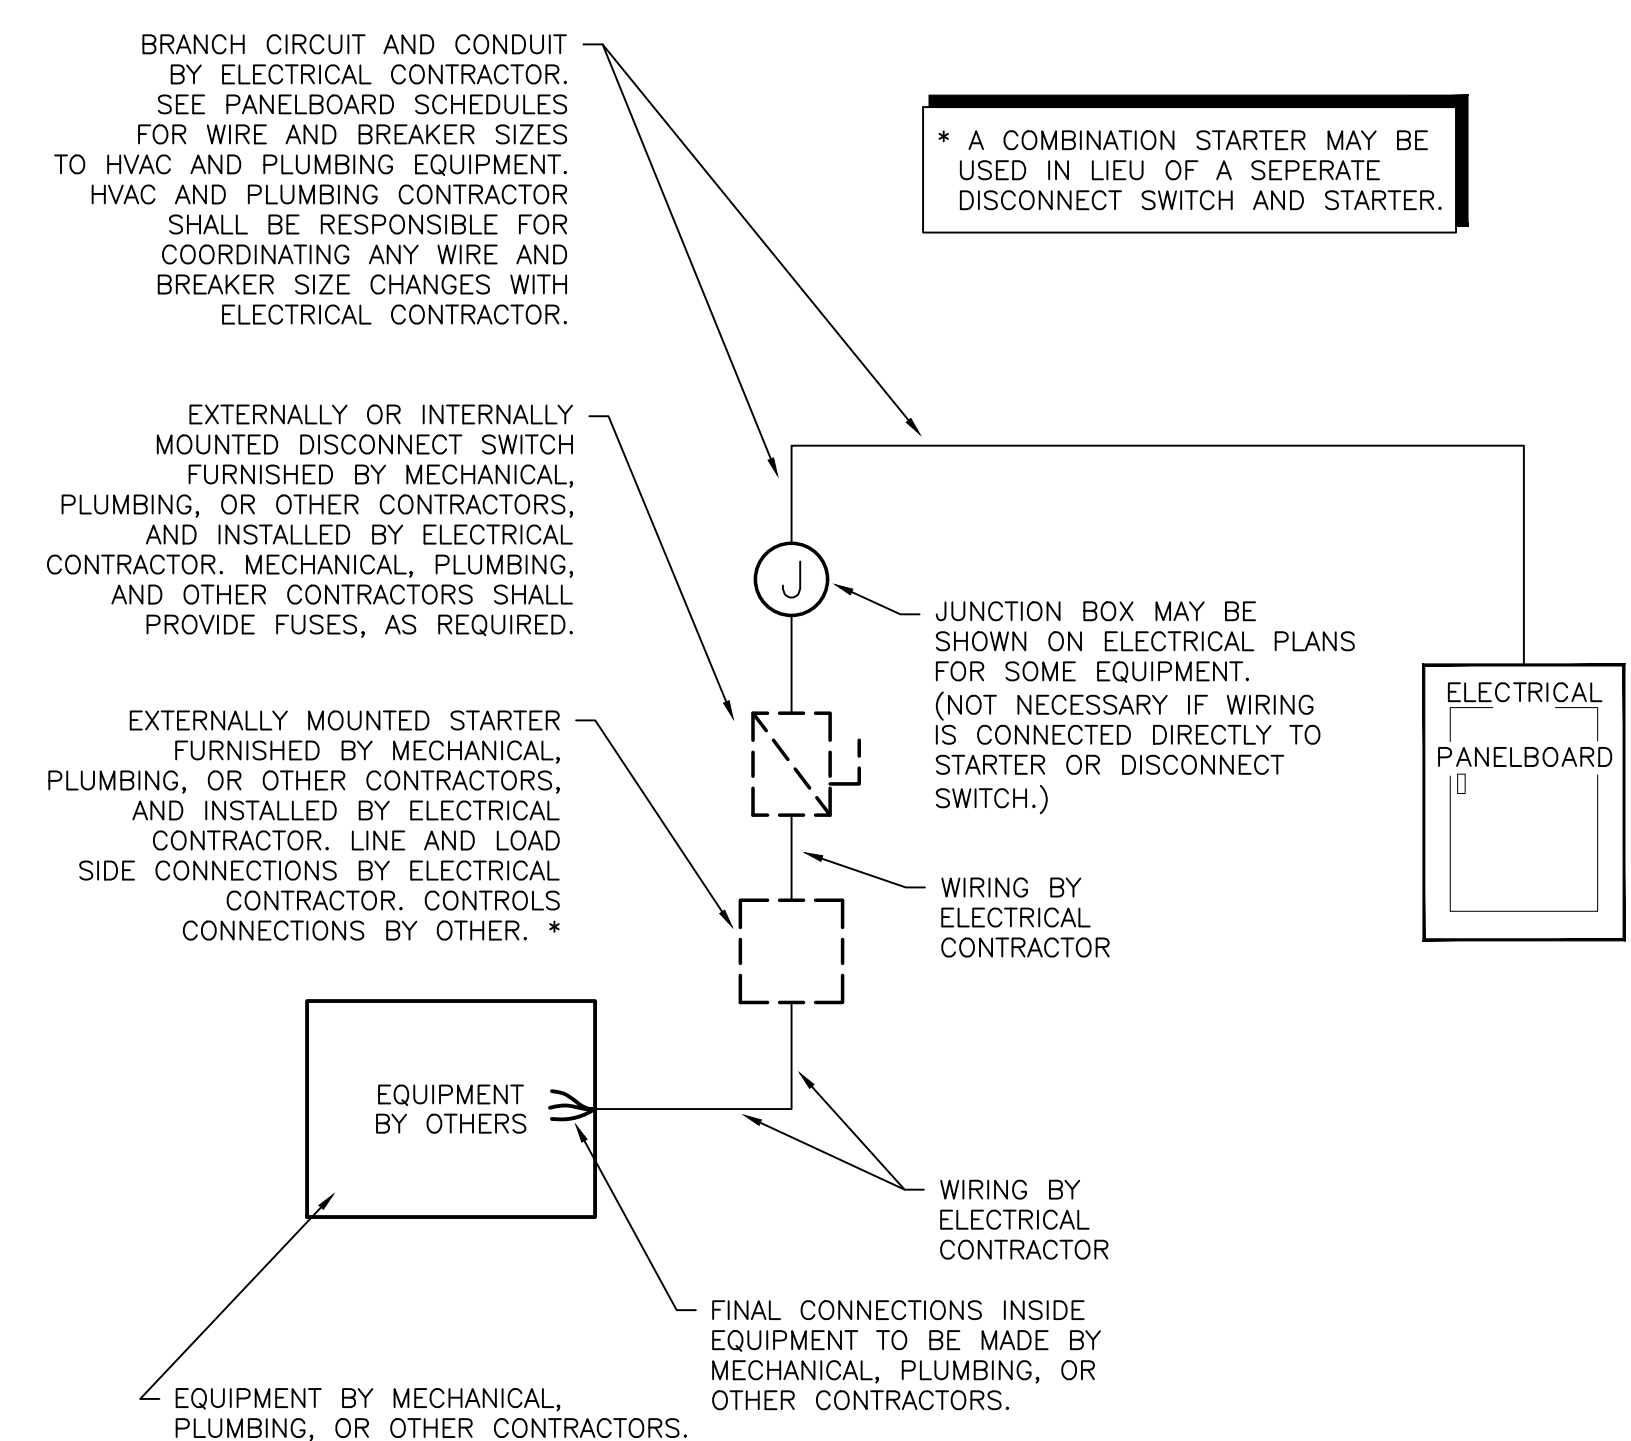 BRANCH CIRCUIT AND CONDUIT
BY ELECTRICAL CONTRACTOR.
SEE PANELBOARD SCHEDULES
FOR WIRE AND BREAKER SIZES
TO HVAC AND PLUMBING EQUIPMENT.
HVAC AND PLUMBING CONTRACTOR
SHALL BE RESPONSIBLE FOR
COORDINATING ANY WIRE AND
BREAKER SIZE CHANGES WITH
ELECTRICAL CONTRACTOR.
* A COMBINATION STARTER MAY BE
USED IN LIEU OF A SEPERATE
DISCONNECT SWITCH AND STARTER.
EXTERNALLY OR INTERNALLY
MOUNTED DISCONNECT SWITCH
FURNISHED BY MECHANICAL,
PLUMBING, OR OTHER CONTRACTORS,
AND INSTALLED BY ELECTRICAL
CONTRACTOR. MECHANICAL, PLUMBING,
AND OTHER CONTRACTORS SHALL
PROVIDE FUSES, AS REQUIRED.
J
JUNCTION BOX MAY BE
SHOWN ON ELECTRICAL PLANS
FOR SOME EQUIPMENT.
(NOT NECESSARY IF WIRING
IS CONNECTED DIRECTLY TO
STARTER OR DISCONNECT
SWITCH.)
ELECTRICAL
PANELBOARD
EXTERNALLY MOUNTED STARTER
FURNISHED BY MECHANICAL,
PLUMBING, OR OTHER CONTRACTORS,
AND INSTALLED BY ELECTRICAL
CONTRACTOR. LINE AND LOAD
SIDE CONNECTIONS BY ELECTRICAL
CONTRACTOR. CONTROLS
CONNECTIONS BY OTHER. *
WIRING BY
ELECTRICAL
CONTRACTOR
EQUIPMENT
BY OTHERS
WIRING BY
ELECTRICAL
CONTRACTOR
FINAL CONNECTIONS INSIDE
EQUIPMENT TO BE MADE BY
MECHANICAL, PLUMBING, OR
OTHER CONTRACTORS.
EQUIPMENT BY MECHANICAL,
PLUMBING, OR OTHER CONTRACTORS.